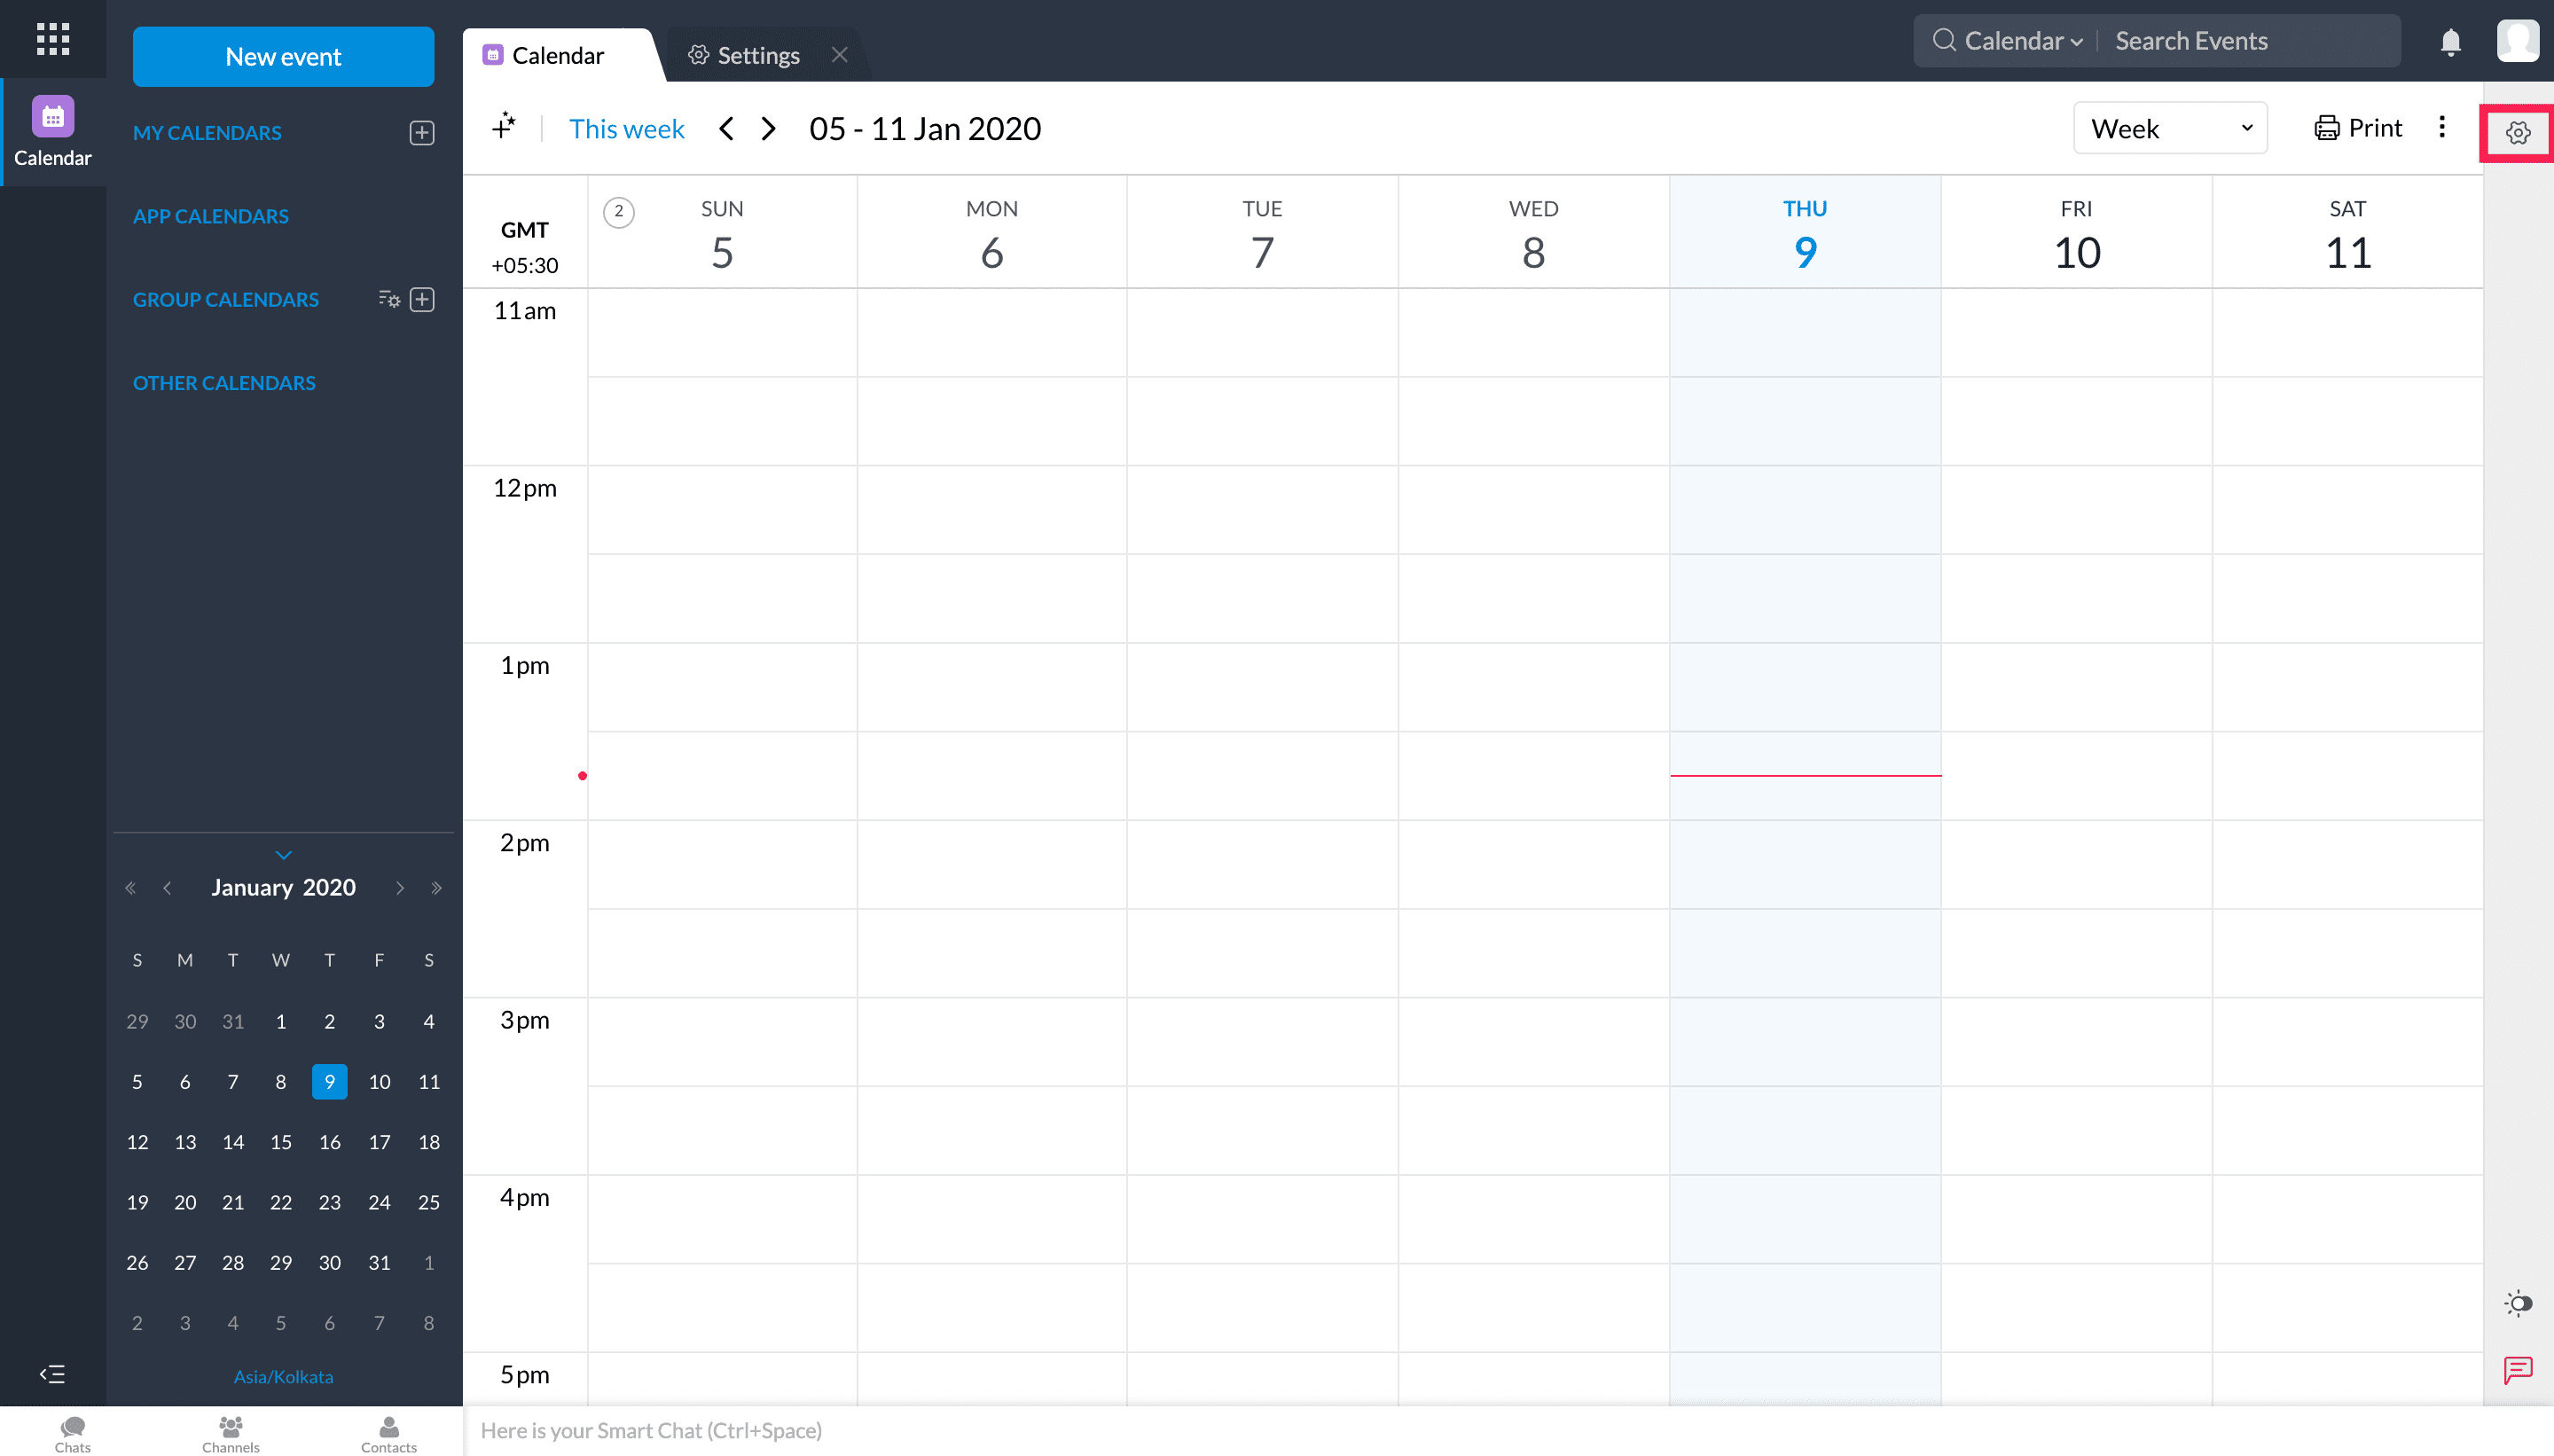 Calendar
New event
MY CALENDARS
APP CALENDARS
GROUP CALENDARS
OTHER CALENDARS
January 2020
S M T W T F S
29 30 31 1 2 3 4
5 6 7 8 9 10 11
12 13 14 15 16 17 18
19 20 21 22 23 24 25
26 27 28 29 30 31 1
2 3 4 5 6 7 8
Asia/Kolkata
Chats Channels Contacts
Calendar Settings
Calendar Search Events
This week 05 - 11 Jan 2020 Week Print
2 SUN MON TUE WED THU FRI SAT
GMT 5 6 7 8 9 10 11
+05:30
11am
12pm
1pm
2pm
3pm
4pm
5pm
Here is your Smart Chat (Ctrl+Space)